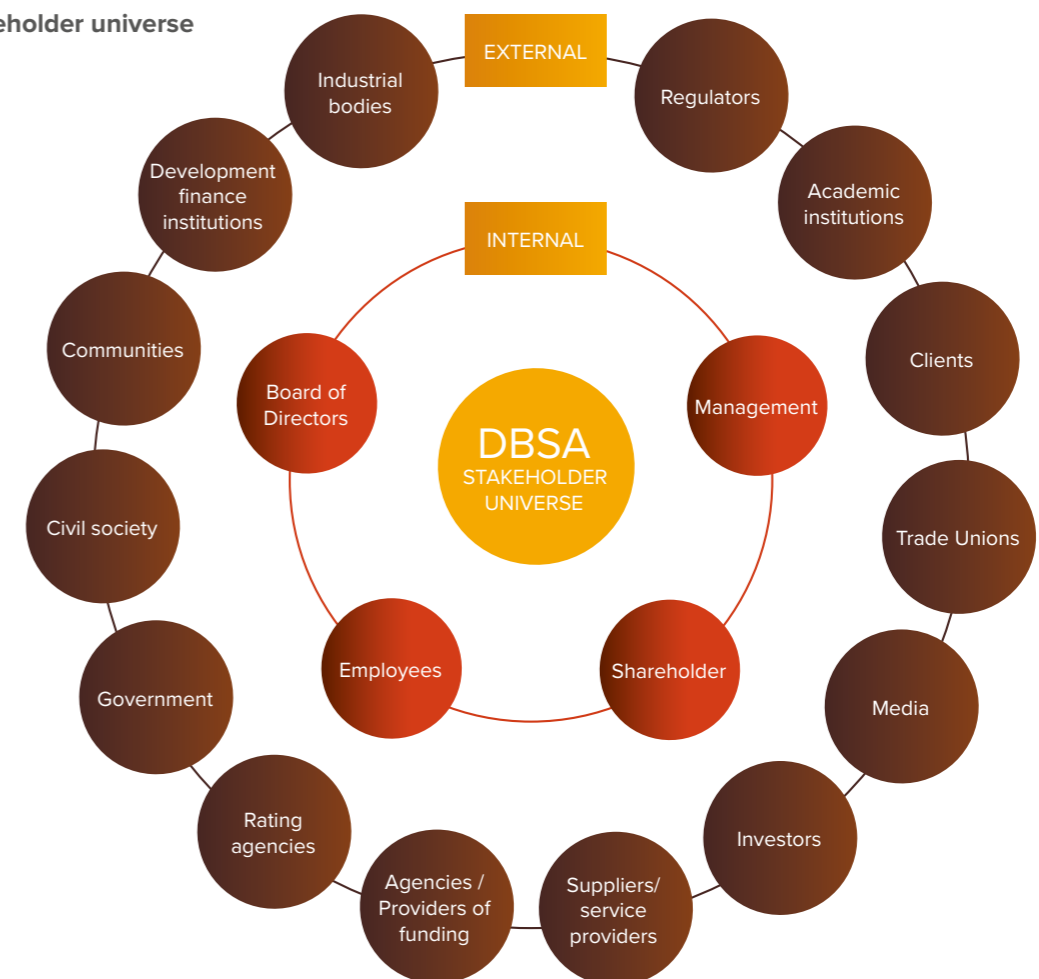 eholder universe
EXTERNAL
Industrial
bodies
Regulators
Development
finance
institutions
Academic
institutions
INTERNAL
Communities
Clients
Board of
Directors
Management
DBSA
STAKEHOLDER
UNIVERSE
Civil society
Trade Unions
Employees
Shareholder
Government
Media
Rating
agencies
Investors
Agencies /
Providers of
funding
Suppliers/
service
providers